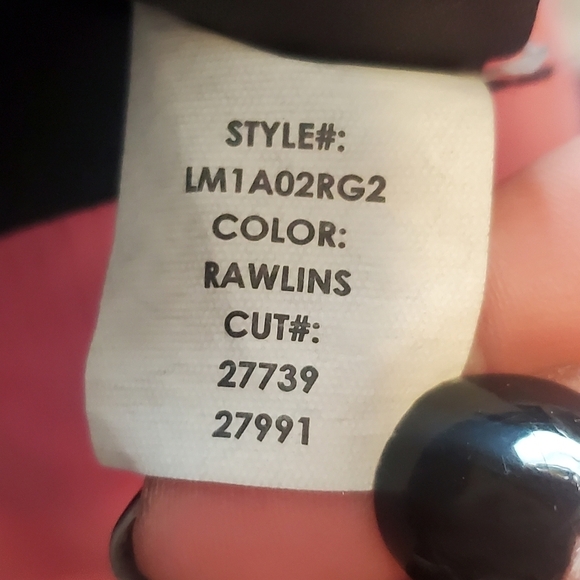 STYLE#:
LM1A02RG2
COLOR:
RAWLINS
CUT#:
27739
27991